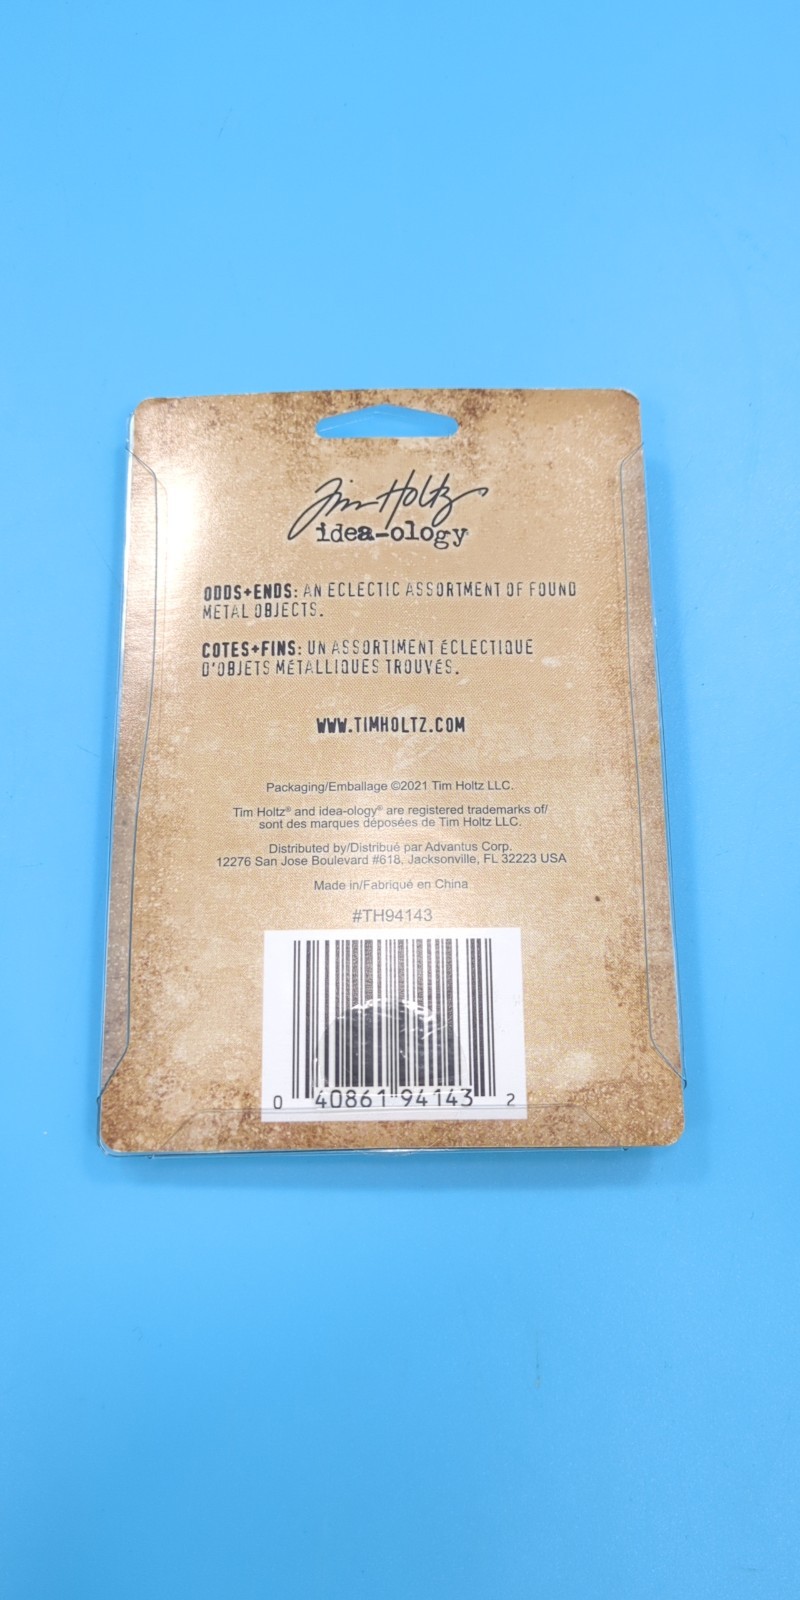 Tim Holtz
idea-ology
ODDS+ENDS: AN ECLECTIC ASSORTMENT OF FOUND
METAL OBJECTS.
COTES+FINS: UN ASSORTIMENT ÉCLECTIQUE
D'OBJETS MÉTALLIQUES TROUVÉS.
WWW.TIMHOLTZ.COM
Packaging/Emballage ©2021 Tim Holtz LLC.
Tim Holtz® and idea-ology® are registered trademarks of/
sont des marques déposées de Tim Holtz LLC.
Distributed by/Distribué par Advantus Corp.
12276 San Jose Boulevard #618, Jacksonville, FL 32223 USA
Made in/Fabriqué en China
#TH94143
0 40861 94143 2